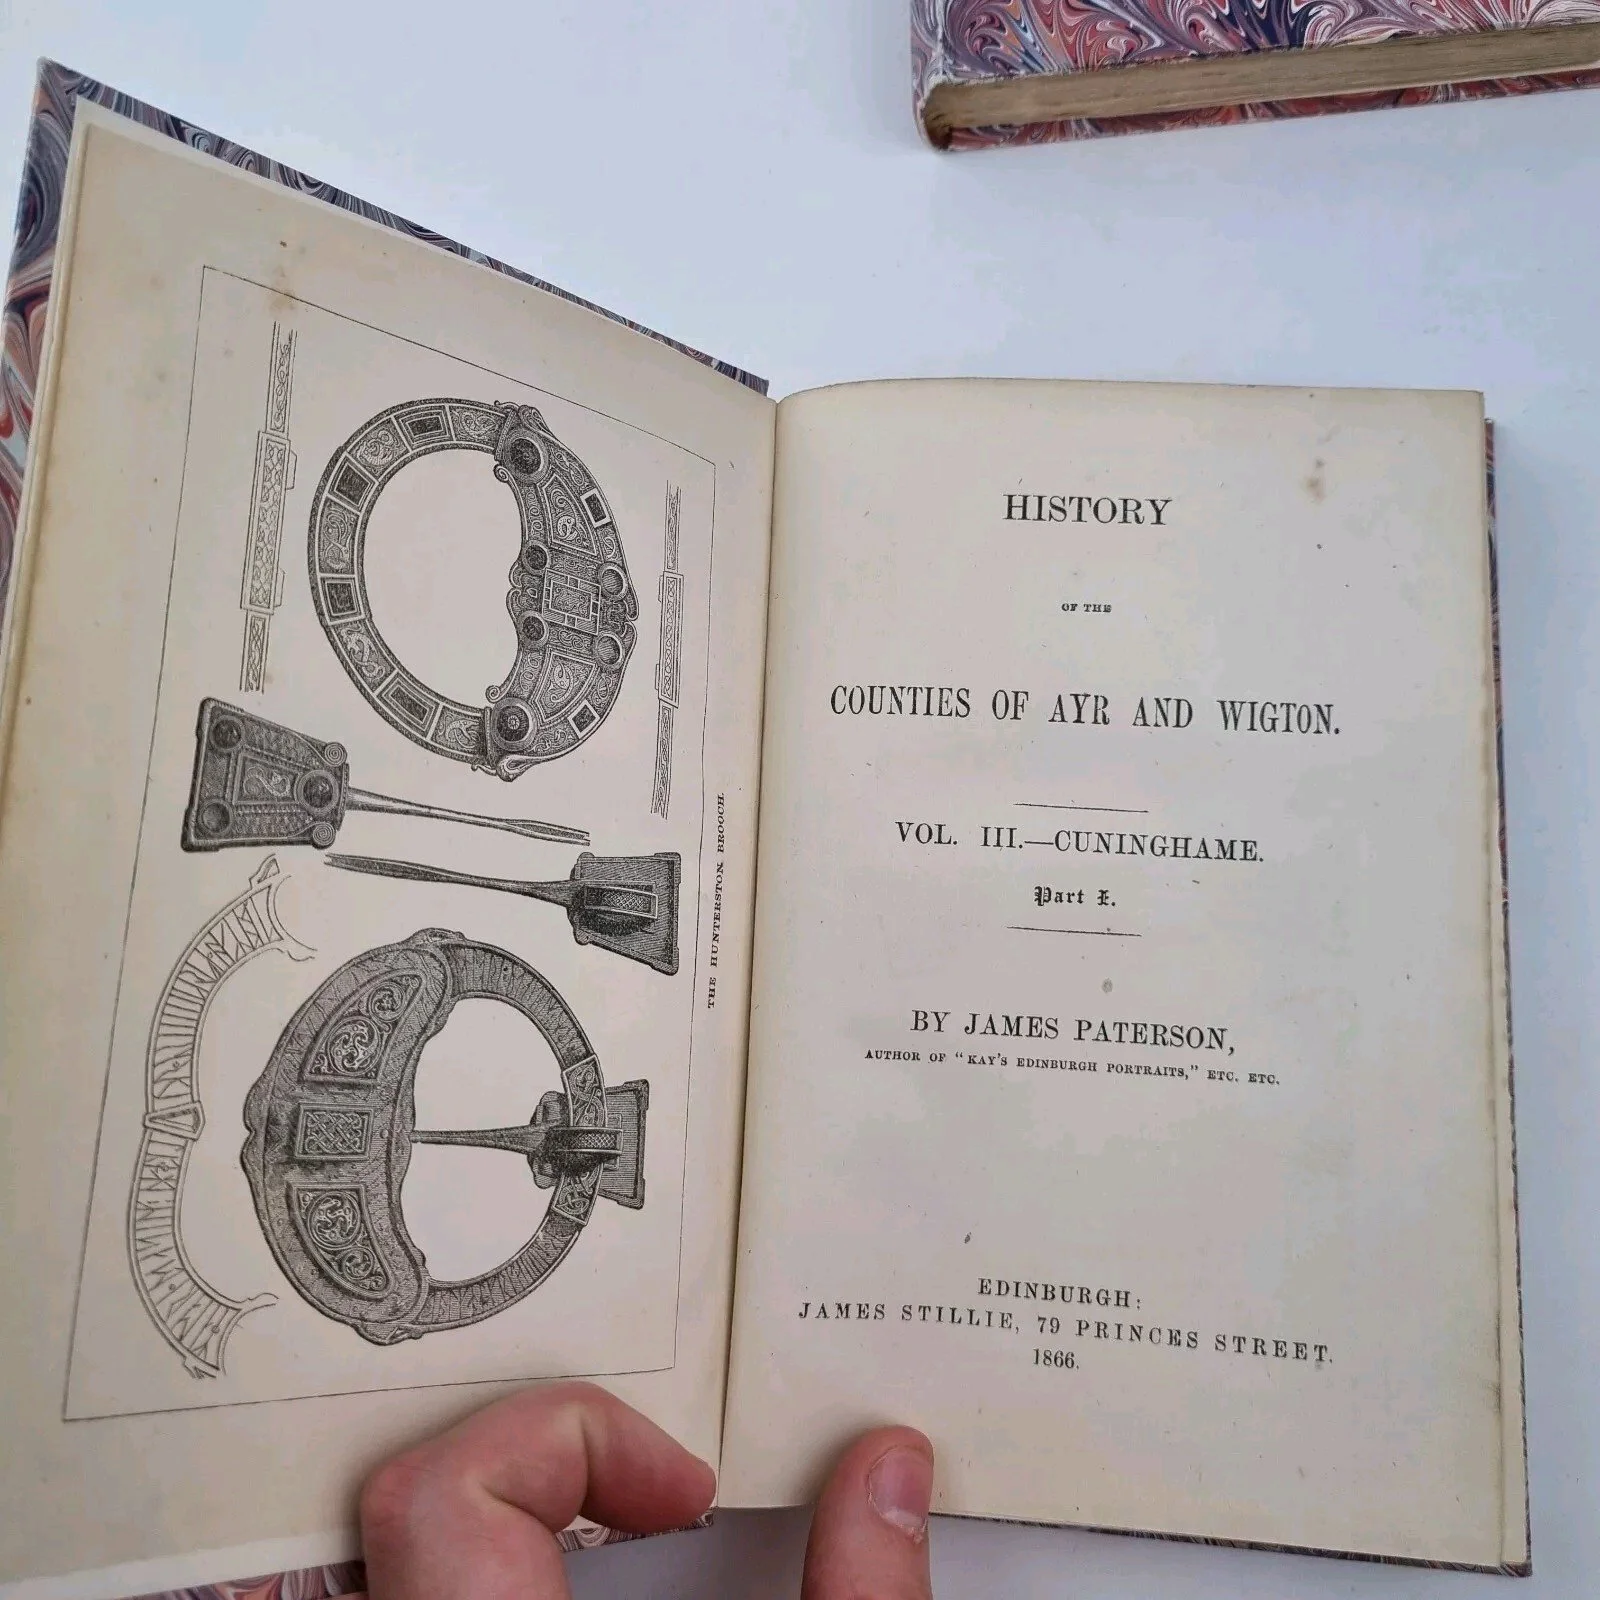 THE HUNTERSTON BROOCH.
HISTORY
OF THE
COUNTIES OF AYR AND WIGTON.
VOL. III.—CUNINGHAME.
Part I.
BY JAMES PATERSON,
AUTHOR OF "KAY'S EDINBURGH PORTRAITS," ETC. ETC.
EDINBURGH:
JAMES STILLIE, 79 PRINCES STREET.
1866.